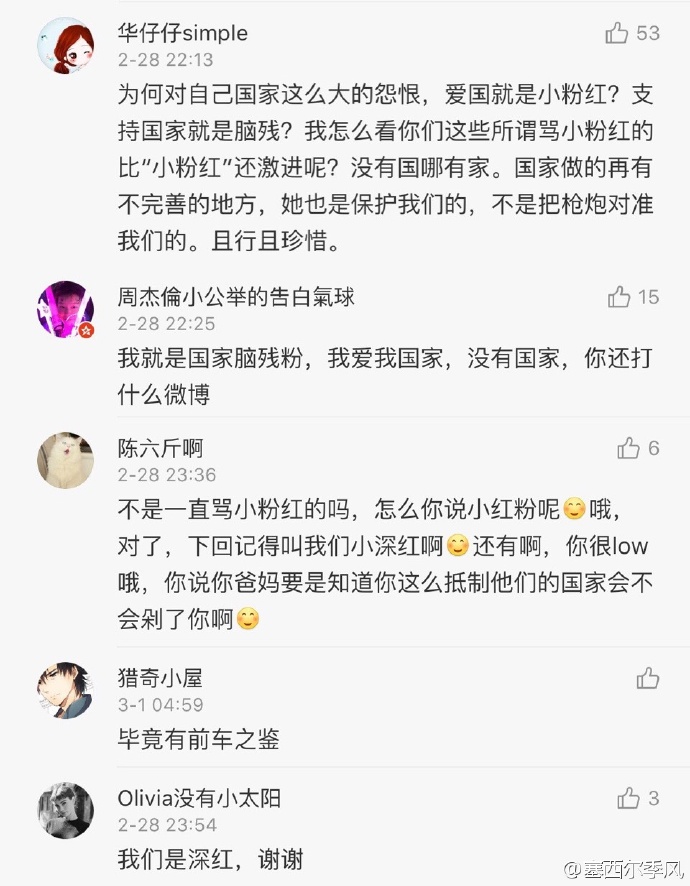 华仔仔simple
53
2-28 22:13
为何对自己国家这么大的怨恨，爱国就是小粉红？支
持国家就是脑残？我怎么看你们这些所谓骂小粉红的
比“小粉红”还激进呢？没有国哪有家。国家做的再有
不完善的地方，她也是保护我们的，不是把枪炮对准
我们的。且行且珍惜。
周杰倫小公举的告白氣球
15
2-28 22:25
我就是国家脑残粉，我爱我国家，没有国家，你还打
什么微博
陈六斤啊
6
2-28 23:36
不是一直骂小粉红的吗，怎么你说小红粉呢😊哦，
对了，下回记得叫我们小深红啊😊还有啊，你很low
哦，你说你爸妈要是知道你这么抵制他们的国家会不
会剁了你啊😊
猎奇小屋
3-1 04:59
毕竟有前车之鉴
Olivia没有小太阳
3
2-28 23:54
我们是深红，谢谢
@塞西尔季风